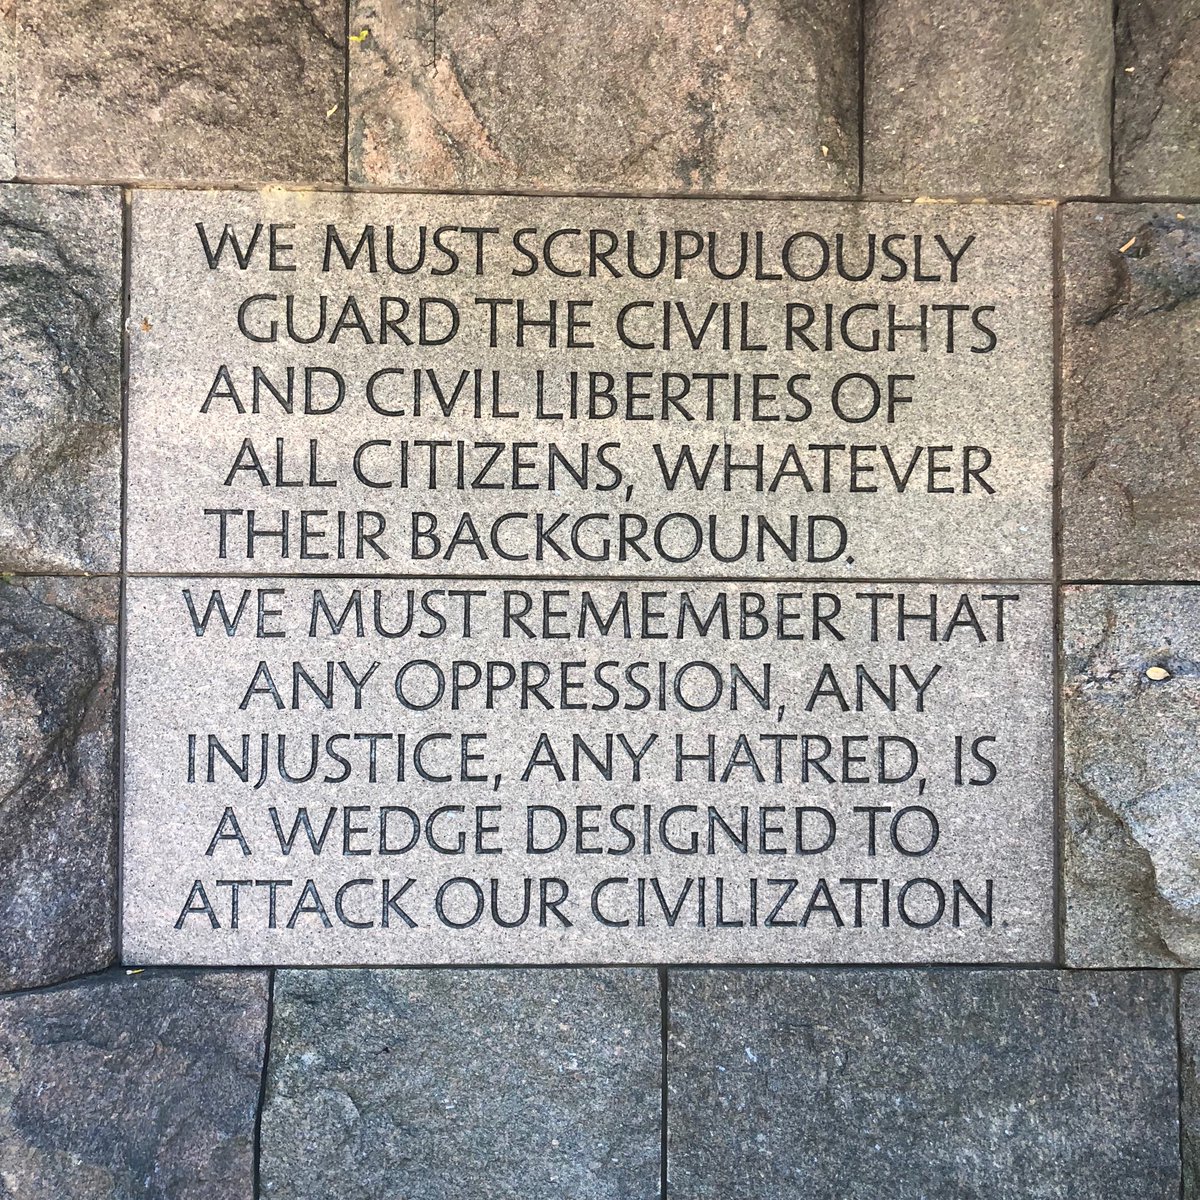 WE MUST SCRUPULOUSLY
GUARD THE CIVIL RIGHTS
AND CIVIL LIBERTIES OF
ALL CITIZENS, WHATEVER
THEIR BACKGROUND.
WE MUST REMEMBER THAT
ANY OPPRESSION, ANY
INJUSTICE, ANY HATRED, IS
A WEDGE DESIGNED TO
ATTACK OUR CIVILIZATION.